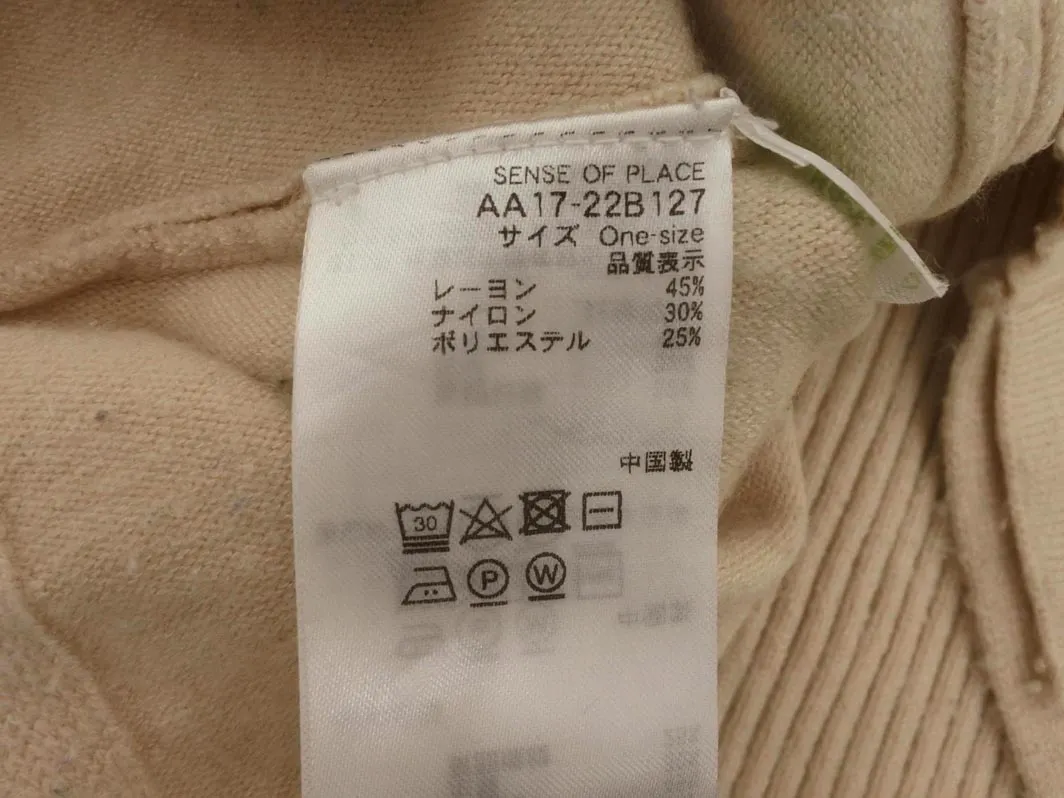 SENSE OF PLACE
AA17-22B127
サイズ One-size
品質表示
レーヨン 45%
ナイロン 30%
ポリエステル 25%
中国製
30
P
W